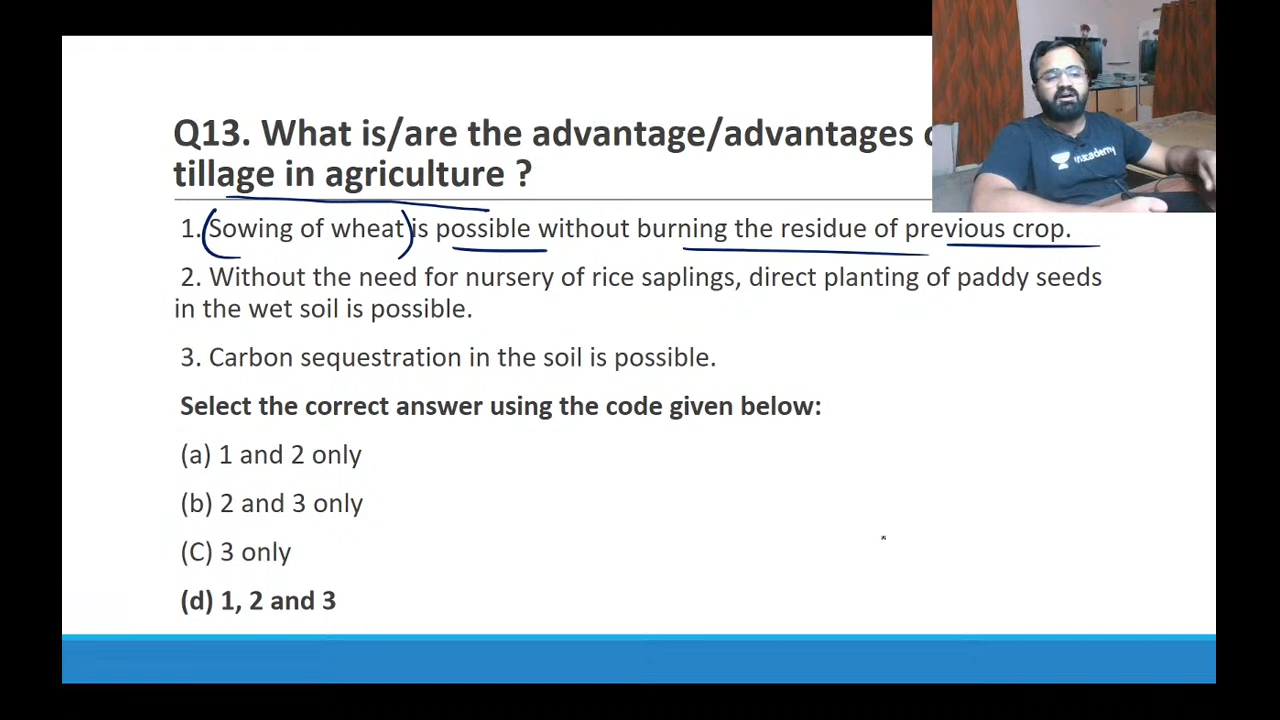 Q13. What is/are the advantage/advantages
tillage in agriculture ?
1. Sowing of wheat is possible without burning the residue of previous crop.
2. Without the need for nursery of rice saplings, direct planting of paddy seeds
in the wet soil is possible.
3. Carbon sequestration in the soil is possible.
Select the correct answer using the code given below:
(a) 1 and 2 only
(b) 2 and 3 only
(C) 3 only
(d) 1, 2 and 3
unacademy